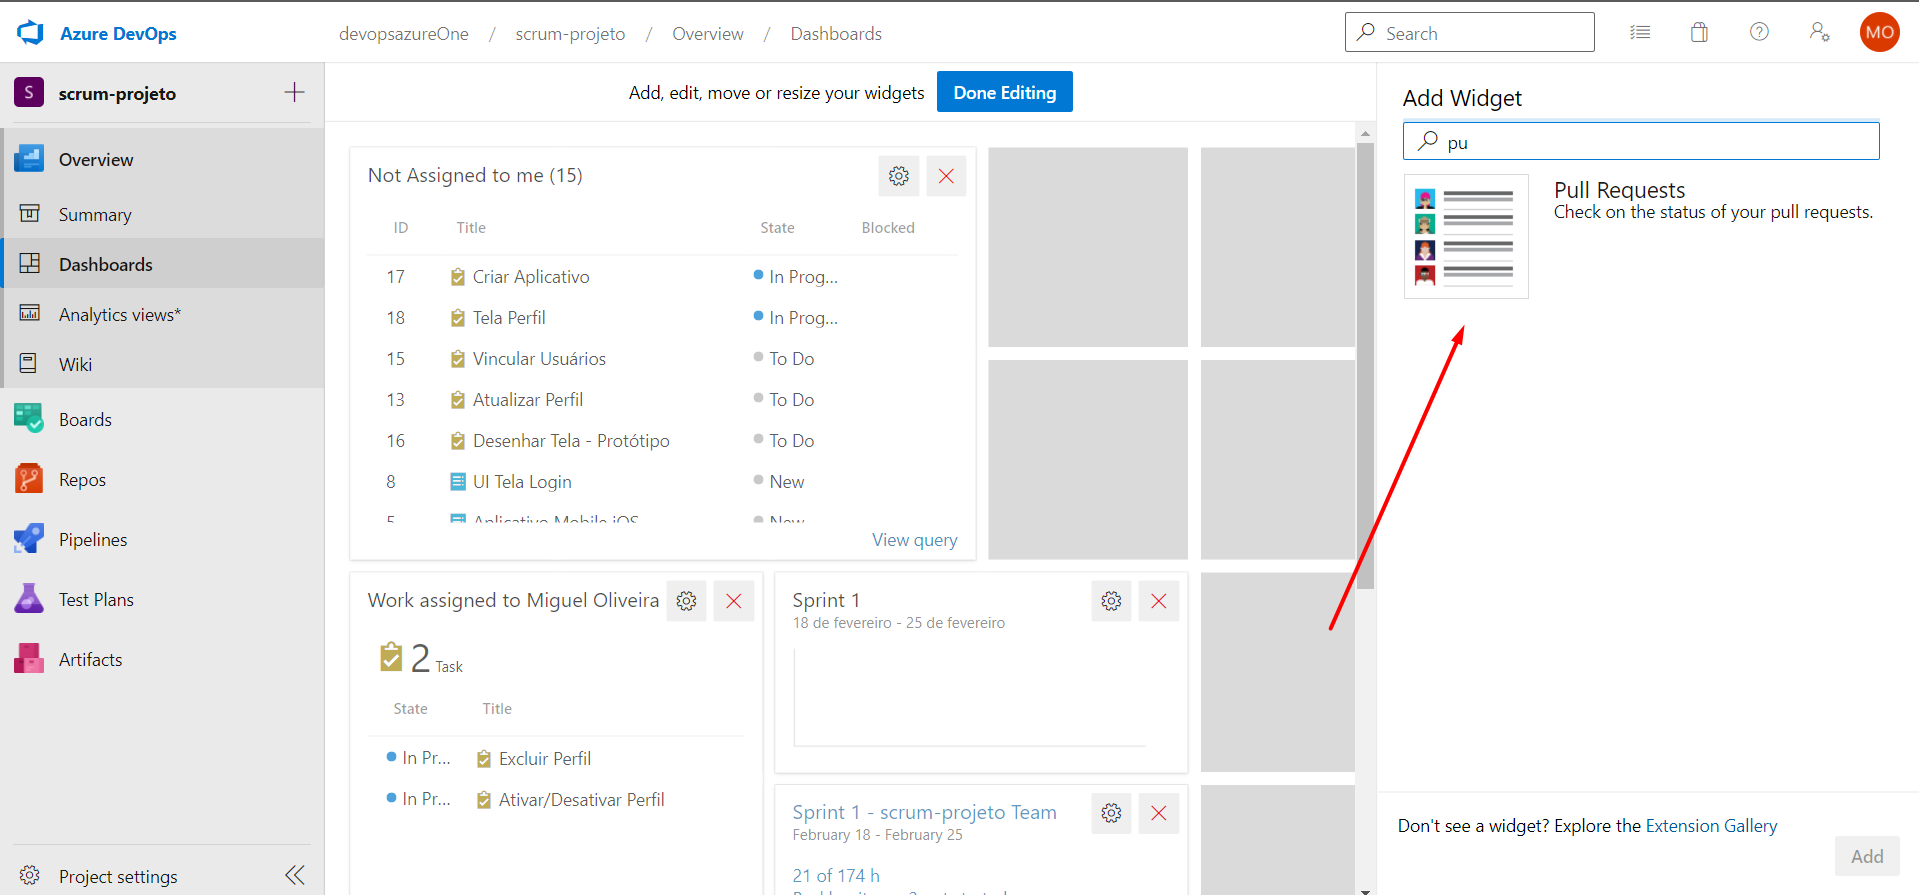 Azure DevOps
devopsazureOne / scrum-projeto / Overview / Dashboards
Search
MO
S scrum-projeto
Overview
Summary
Dashboards
Analytics views*
Wiki
Boards
Repos
Pipelines
Test Plans
Artifacts
Project settings
Add, edit, move or resize your widgets Done Editing
Not Assigned to me (15)
ID Title State Blocked
17 Criar Aplicativo In Prog...
18 Tela Perfil In Prog...
15 Vincular Usuários To Do
13 Atualizar Perfil To Do
16 Desenhar Tela - Protótipo To Do
8 UI Tela Login New
5 Aplicativo Mobile iOS New
View query
Work assigned to Miguel Oliveira
2 Task
State Title
In Pr... Excluir Perfil
In Pr... Ativar/Desativar Perfil
Sprint 1
18 de fevereiro - 25 de fevereiro
Sprint 1 - scrum-projeto Team
February 18 - February 25
21 of 174 h
Add Widget
pu
Pull Requests
Check on the status of your pull requests.
Don't see a widget? Explore the Extension Gallery
Add